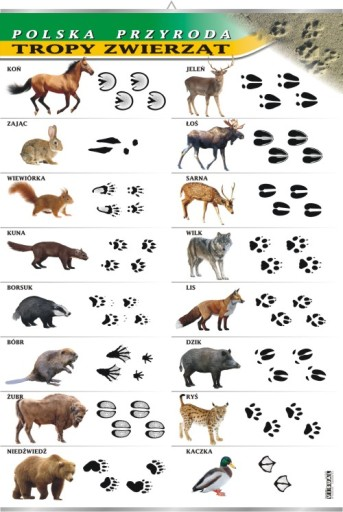 POLSKA PRZYRODA
TROPY ZWIERZĄT
KOŃ
JELEŃ
ZAJĄC
ŁOŚ
WIEWIÓRKA
SARNA
KUNA
WILK
BORSUK
LIS
BÓBR
DZIK
ŻUBR
RYŚ
NIEDŹWIEDŹ
KACZKA